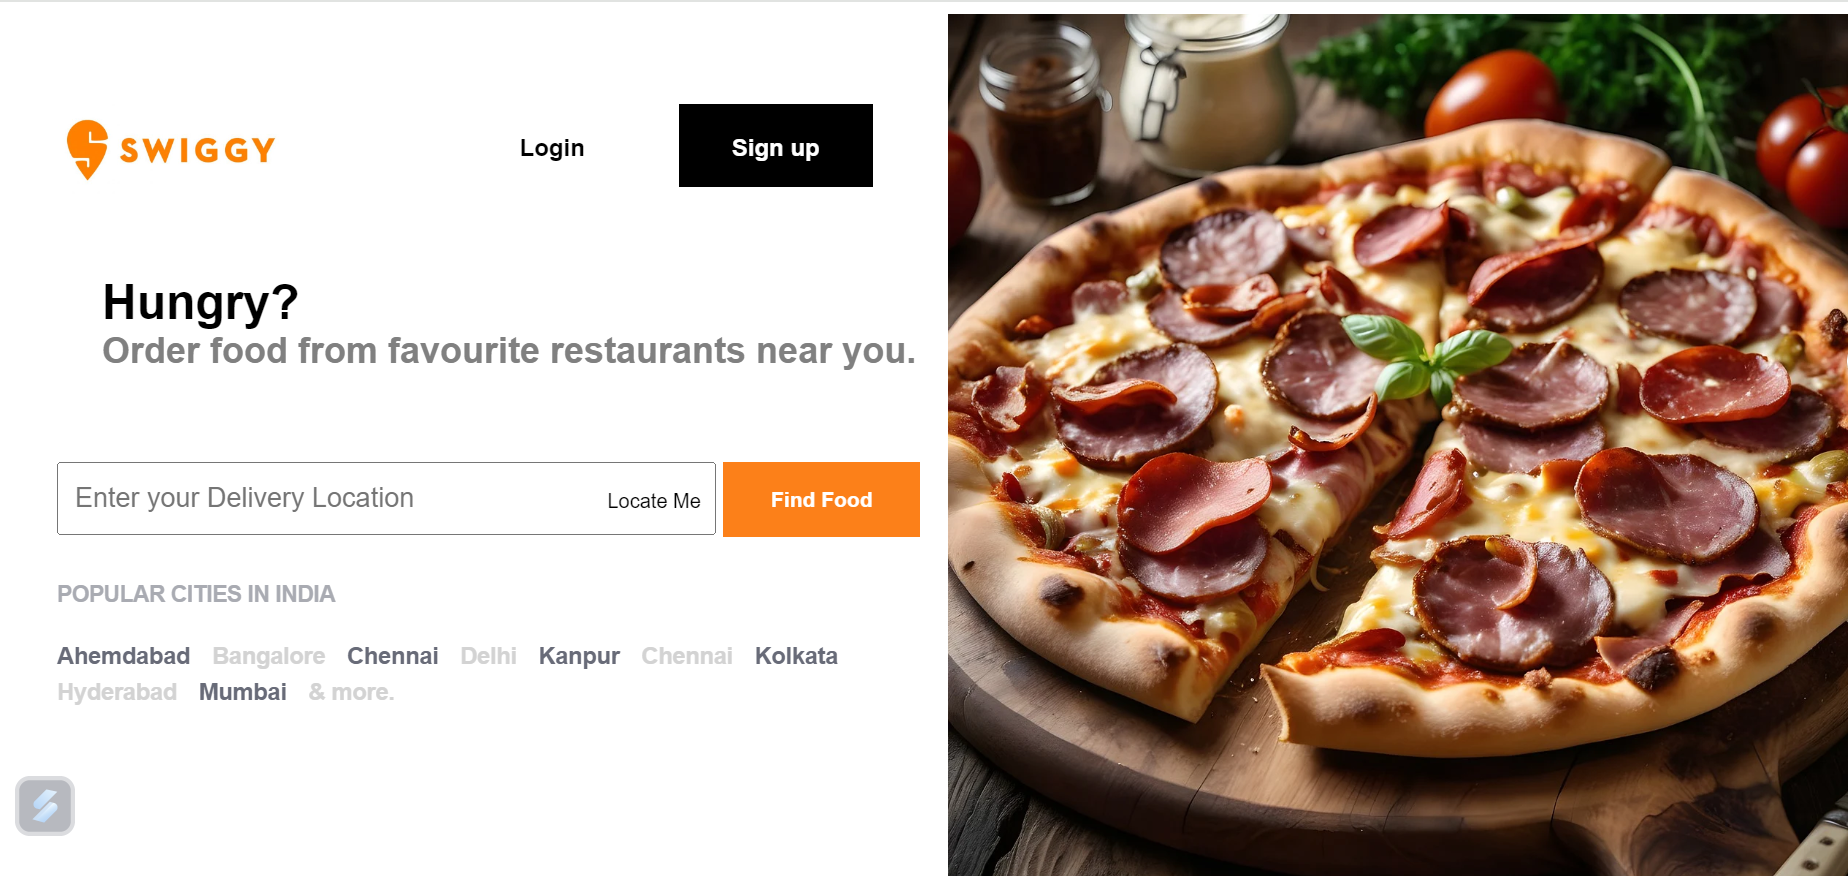 SWIGGY
Login
Sign up
Hungry?
Order food from favourite restaurants near you.
Enter your Delivery Location
Locate Me
Find Food
POPULAR CITIES IN INDIA
Ahemdabad Bangalore Chennai Delhi Kanpur Chennai Kolkata
Hyderabad Mumbai & more.